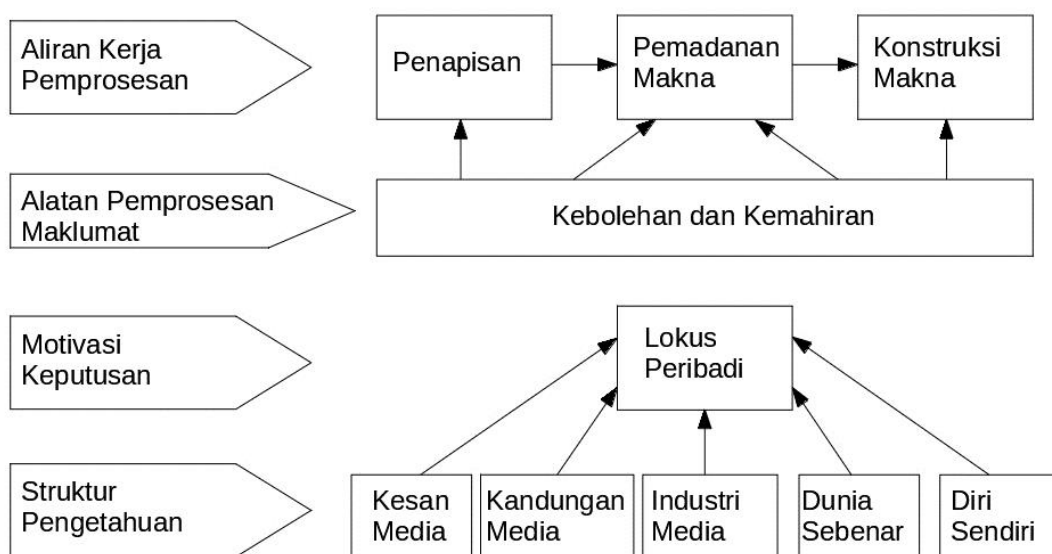 Aliran Kerja
Pemprosesan
Penapisan
Pemadanan
Makna
Konstruksi
Makna
Alatan Pemprosesan
Maklumat
Kebolehan dan Kemahiran
Motivasi
Keputusan
Lokus
Peribadi
Struktur
Pengetahuan
Kesan
Media
Kandungan
Media
Industri
Media
Dunia
Sebenar
Diri
Sendiri